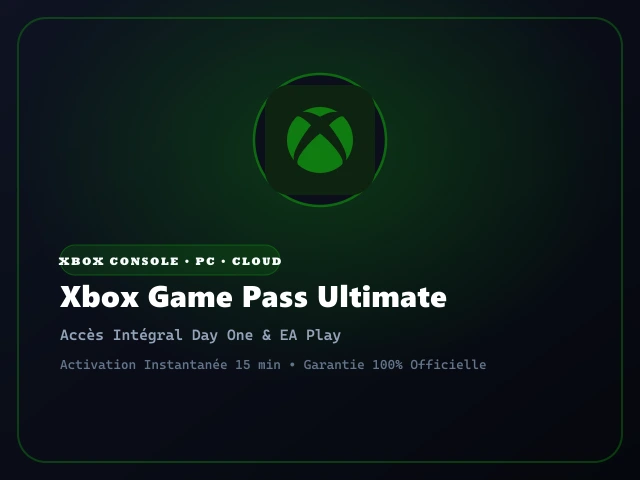 XBOX CONSOLE • PC • CLOUD
Xbox Game Pass Ultimate
Accès Intégral Day One & EA Play
Activation Instantanée 15 min • Garantie 100% Officielle